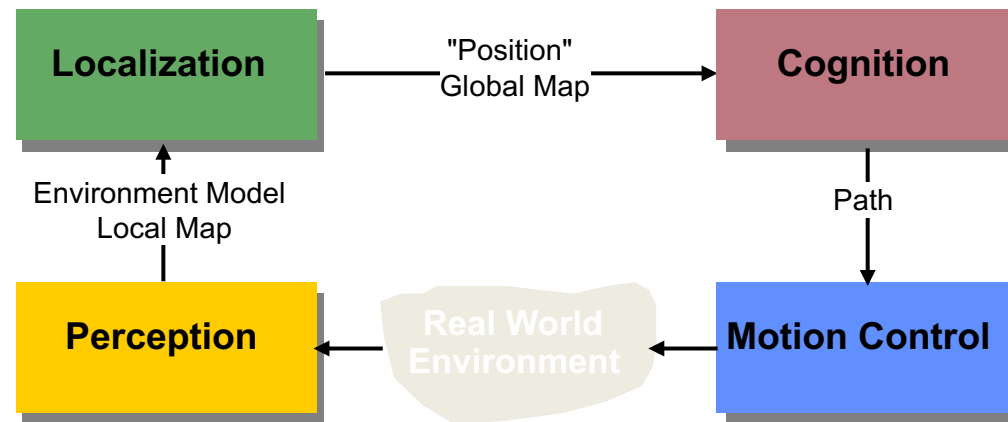 Localization
"Position"
Global Map
Cognition
Environment Model
Local Map
Path
Perception
Real World
Environment
Motion Control